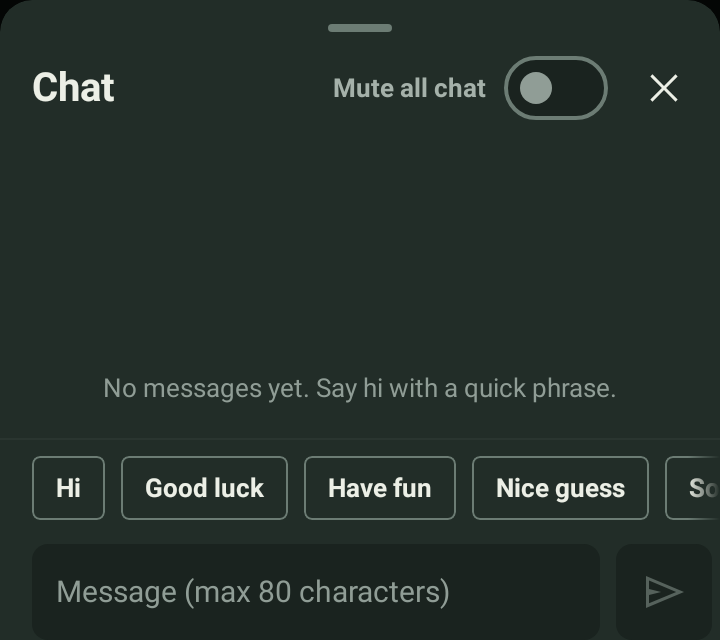 Chat
Mute all chat
No messages yet. Say hi with a quick phrase.
Hi
Good luck
Have fun
Nice guess
Message (max 80 characters)